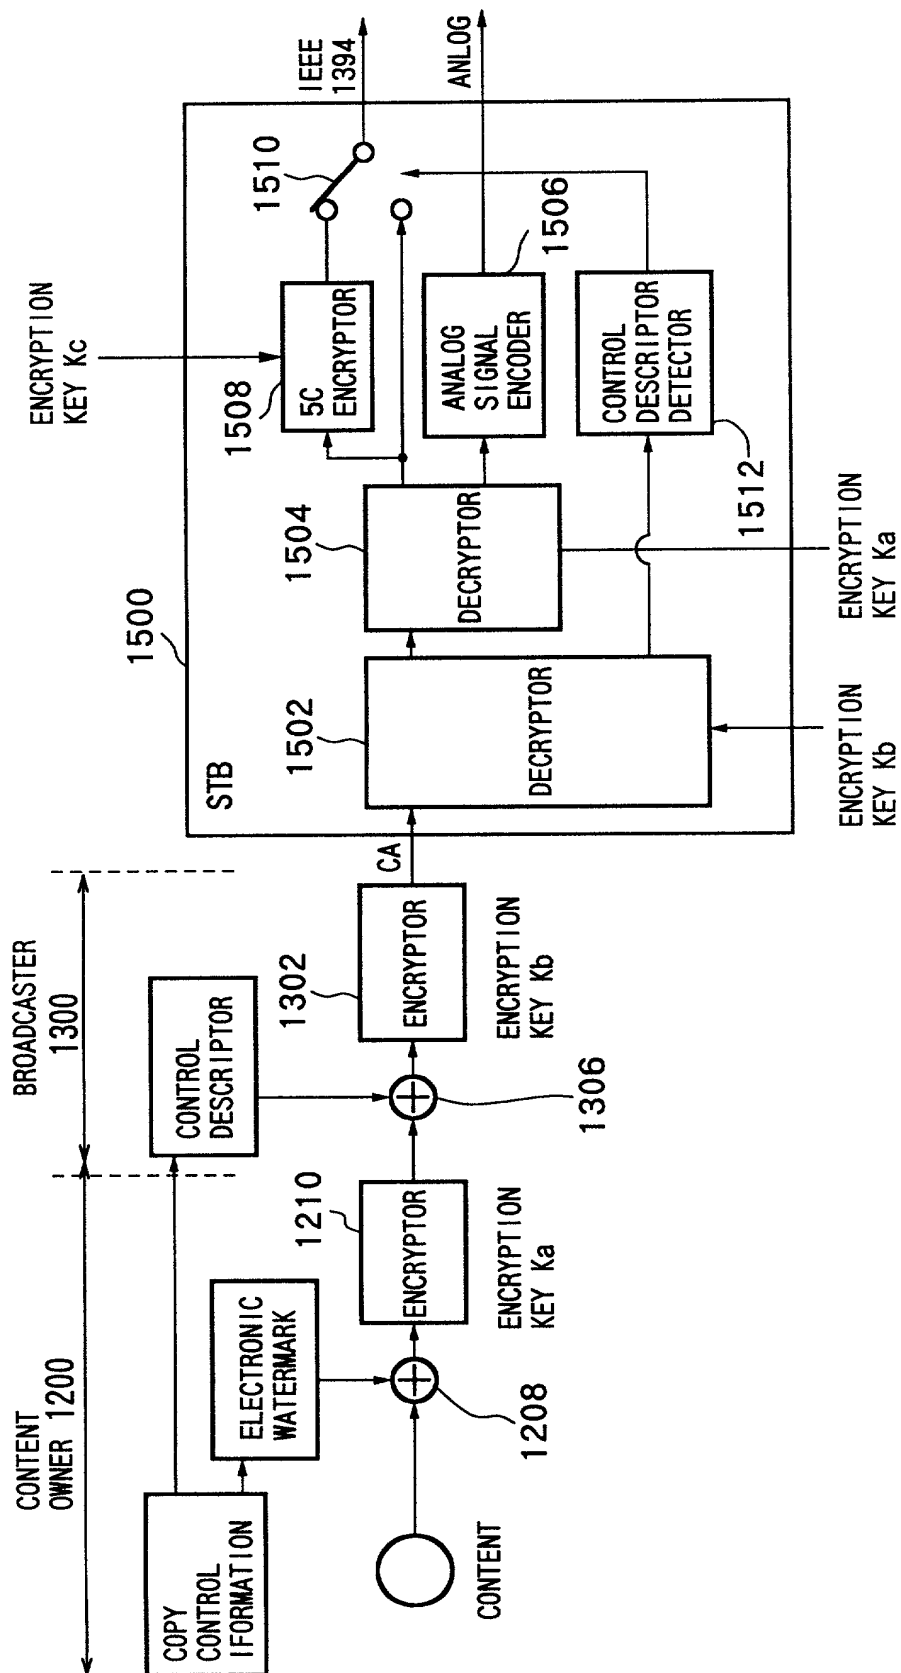 CONTENT
OWNER 1200
BROADCASTER
1300
COPY
CONTROL
IFORMATION
ELECTRONIC
WATERMARK
CONTROL
DESCRIPTOR
CONTENT
1208
1210
ENCRYPTOR
ENCRYPTION
KEY Ka
1306
1302
ENCRYPTOR
ENCRYPTION
KEY Kb
CA
1500
STB
1502
DECRYPTOR
ENCRYPTION
KEY Kb
1504
DECRYPTOR
ENCRYPTION
KEY Ka
ENCRYPTION
KEY Kc
1508
5C
ENCRYPTOR
1510
IEEE
1394
ANALOG
SIGNAL
ENCODER
1506
ANLOG
CONTROL
DESCRIPTOR
DETECTOR
1512